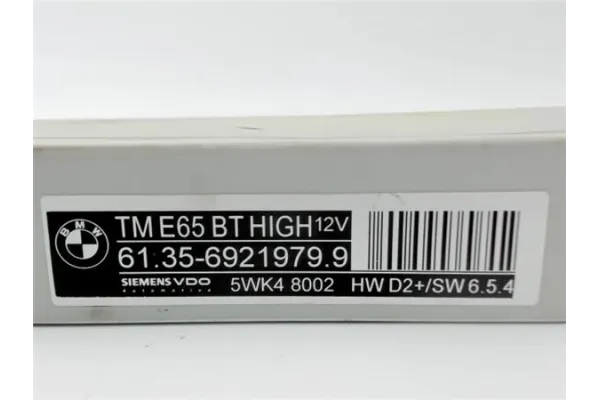 BMW
TM E65 BT HIGH 12V
61.35-6921979.9
SIEMENS VDO 5WK4 8002 HW D2+/SW 6.5.4
Automotive